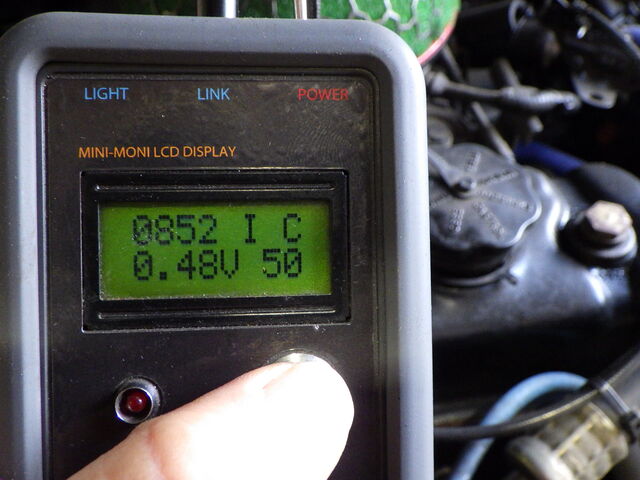 LIGHT LINK POWER
MINI-MONI LCD DISPLAY
0852 I C
0.48V 50